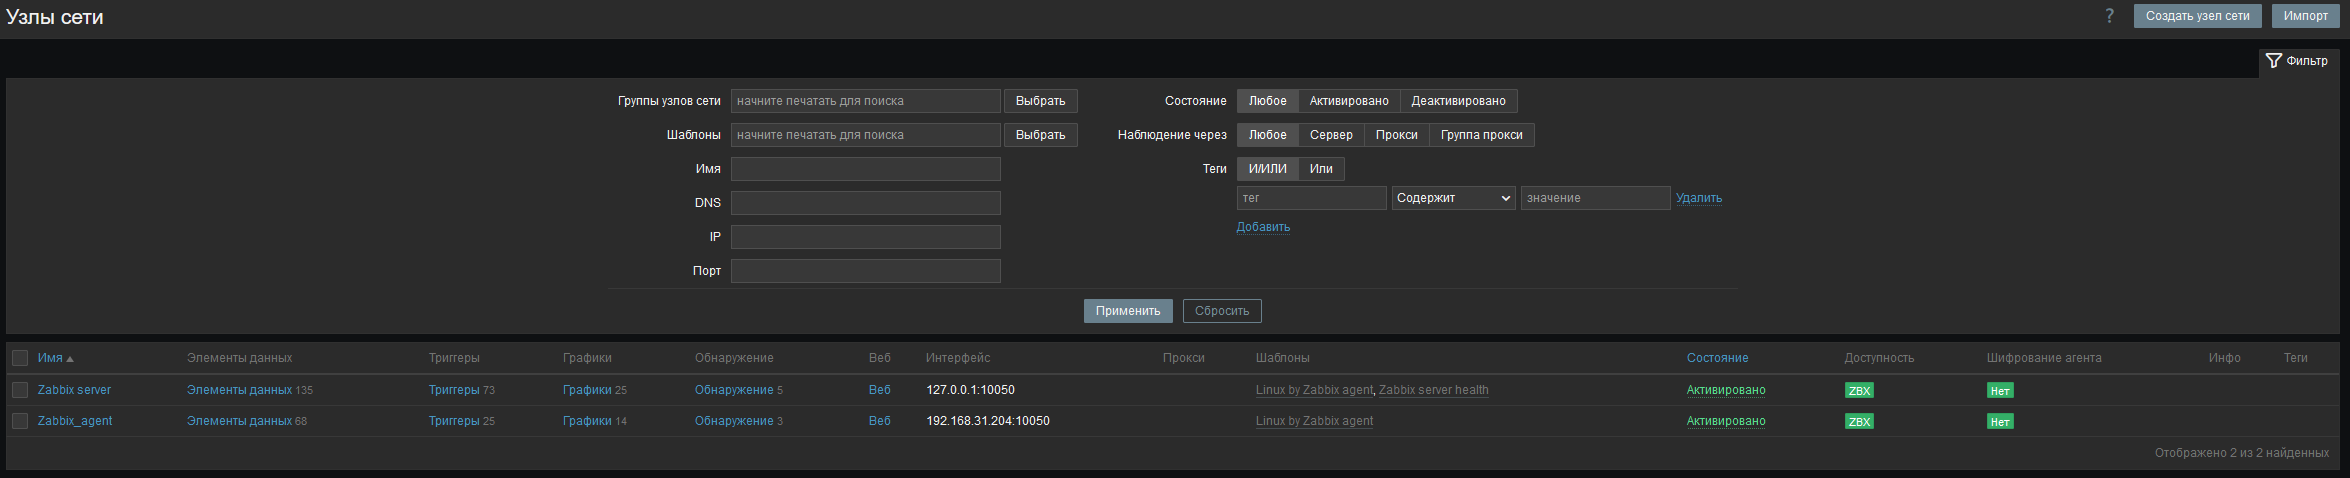 Узлы сети
? Создать узел сети Импорт
Фильтр
Группы узлов сети начните печатать для поиска Выбрать Состояние Любое Активировано Деактивировано
Шаблоны начните печатать для поиска Выбрать Наблюдение через Любое Сервер Прокси Группа прокси
Имя Теги И/ИЛИ Или
DNS тег Содержит значение Удалить
IP Добавить
Порт
Применить Сбросить
Имя Элементы данных Триггеры Графики Обнаружение Веб Интерфейс Прокси Шаблоны Состояние Доступность Шифрование агента Инфо Теги
Zabbix server Элементы данных 135 Триггеры 73 Графики 25 Обнаружение 5 Веб 127.0.0.1:10050 Linux by Zabbix agent, Zabbix server health Активировано ZBX Нет
Zabbix_agent Элементы данных 68 Триггеры 25 Графики 14 Обнаружение 3 Веб 192.168.31.204:10050 Linux by Zabbix agent Активировано ZBX Нет
Отображено 2 из 2 найденных